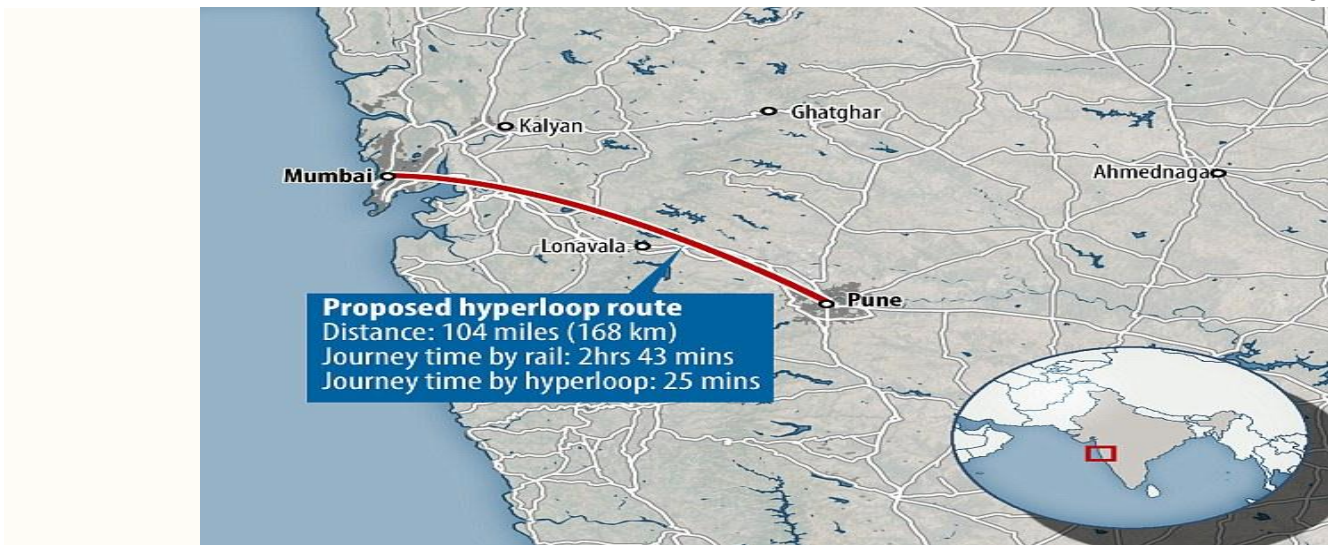 Ghatghar
Kalyan
Mumbai
Ahmednaga
Lonavala
Pune
Proposed hyperloop route
Distance: 104 miles (168 km)
Journey time by rail: 2hrs 43 mins
Journey time by hyperloop: 25 mins